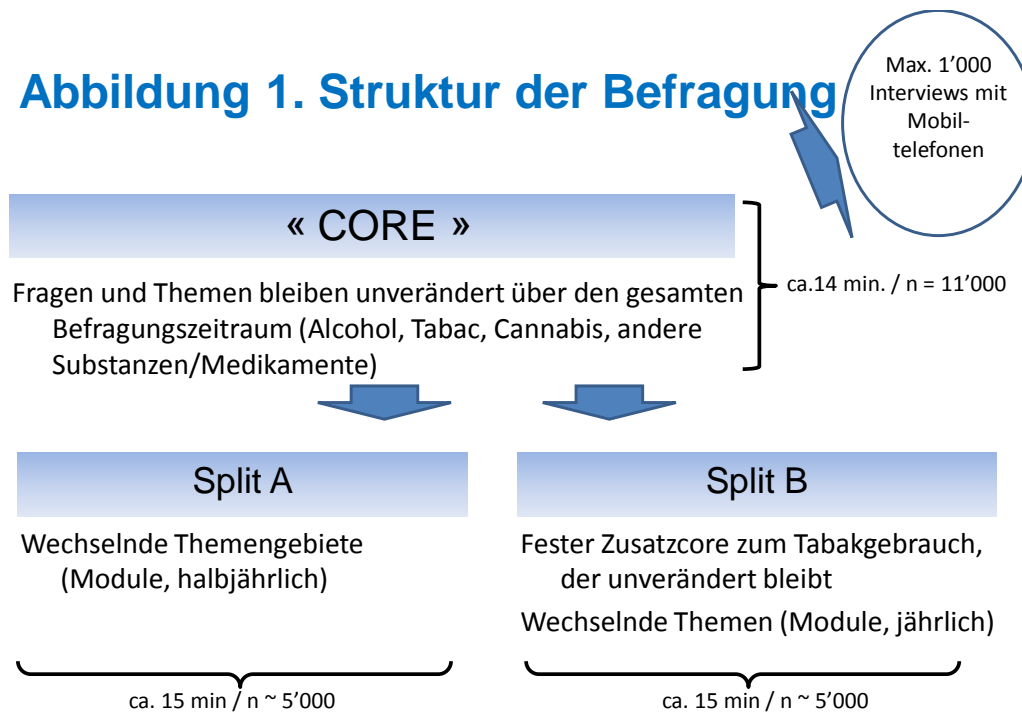 Abbildung 1. Struktur der Befragung
Max. 1’000
Interviews mit
Mobil-
telefonen
« CORE »
Fragen und Themen bleiben unverändert über den gesamten
Befragungszeitraum (Alcohol, Tabac, Cannabis, andere
Substanzen/Medikamente)
ca.14 min. / n = 11’000
Split A
Wechselnde Themengebiete
(Module, halbjährlich)
ca. 15 min / n ~ 5’000
Split B
Fester Zusatzcore zum Tabakgebrauch,
der unverändert bleibt
Wechselnde Themen (Module, jährlich)
ca. 15 min / n ~ 5’000